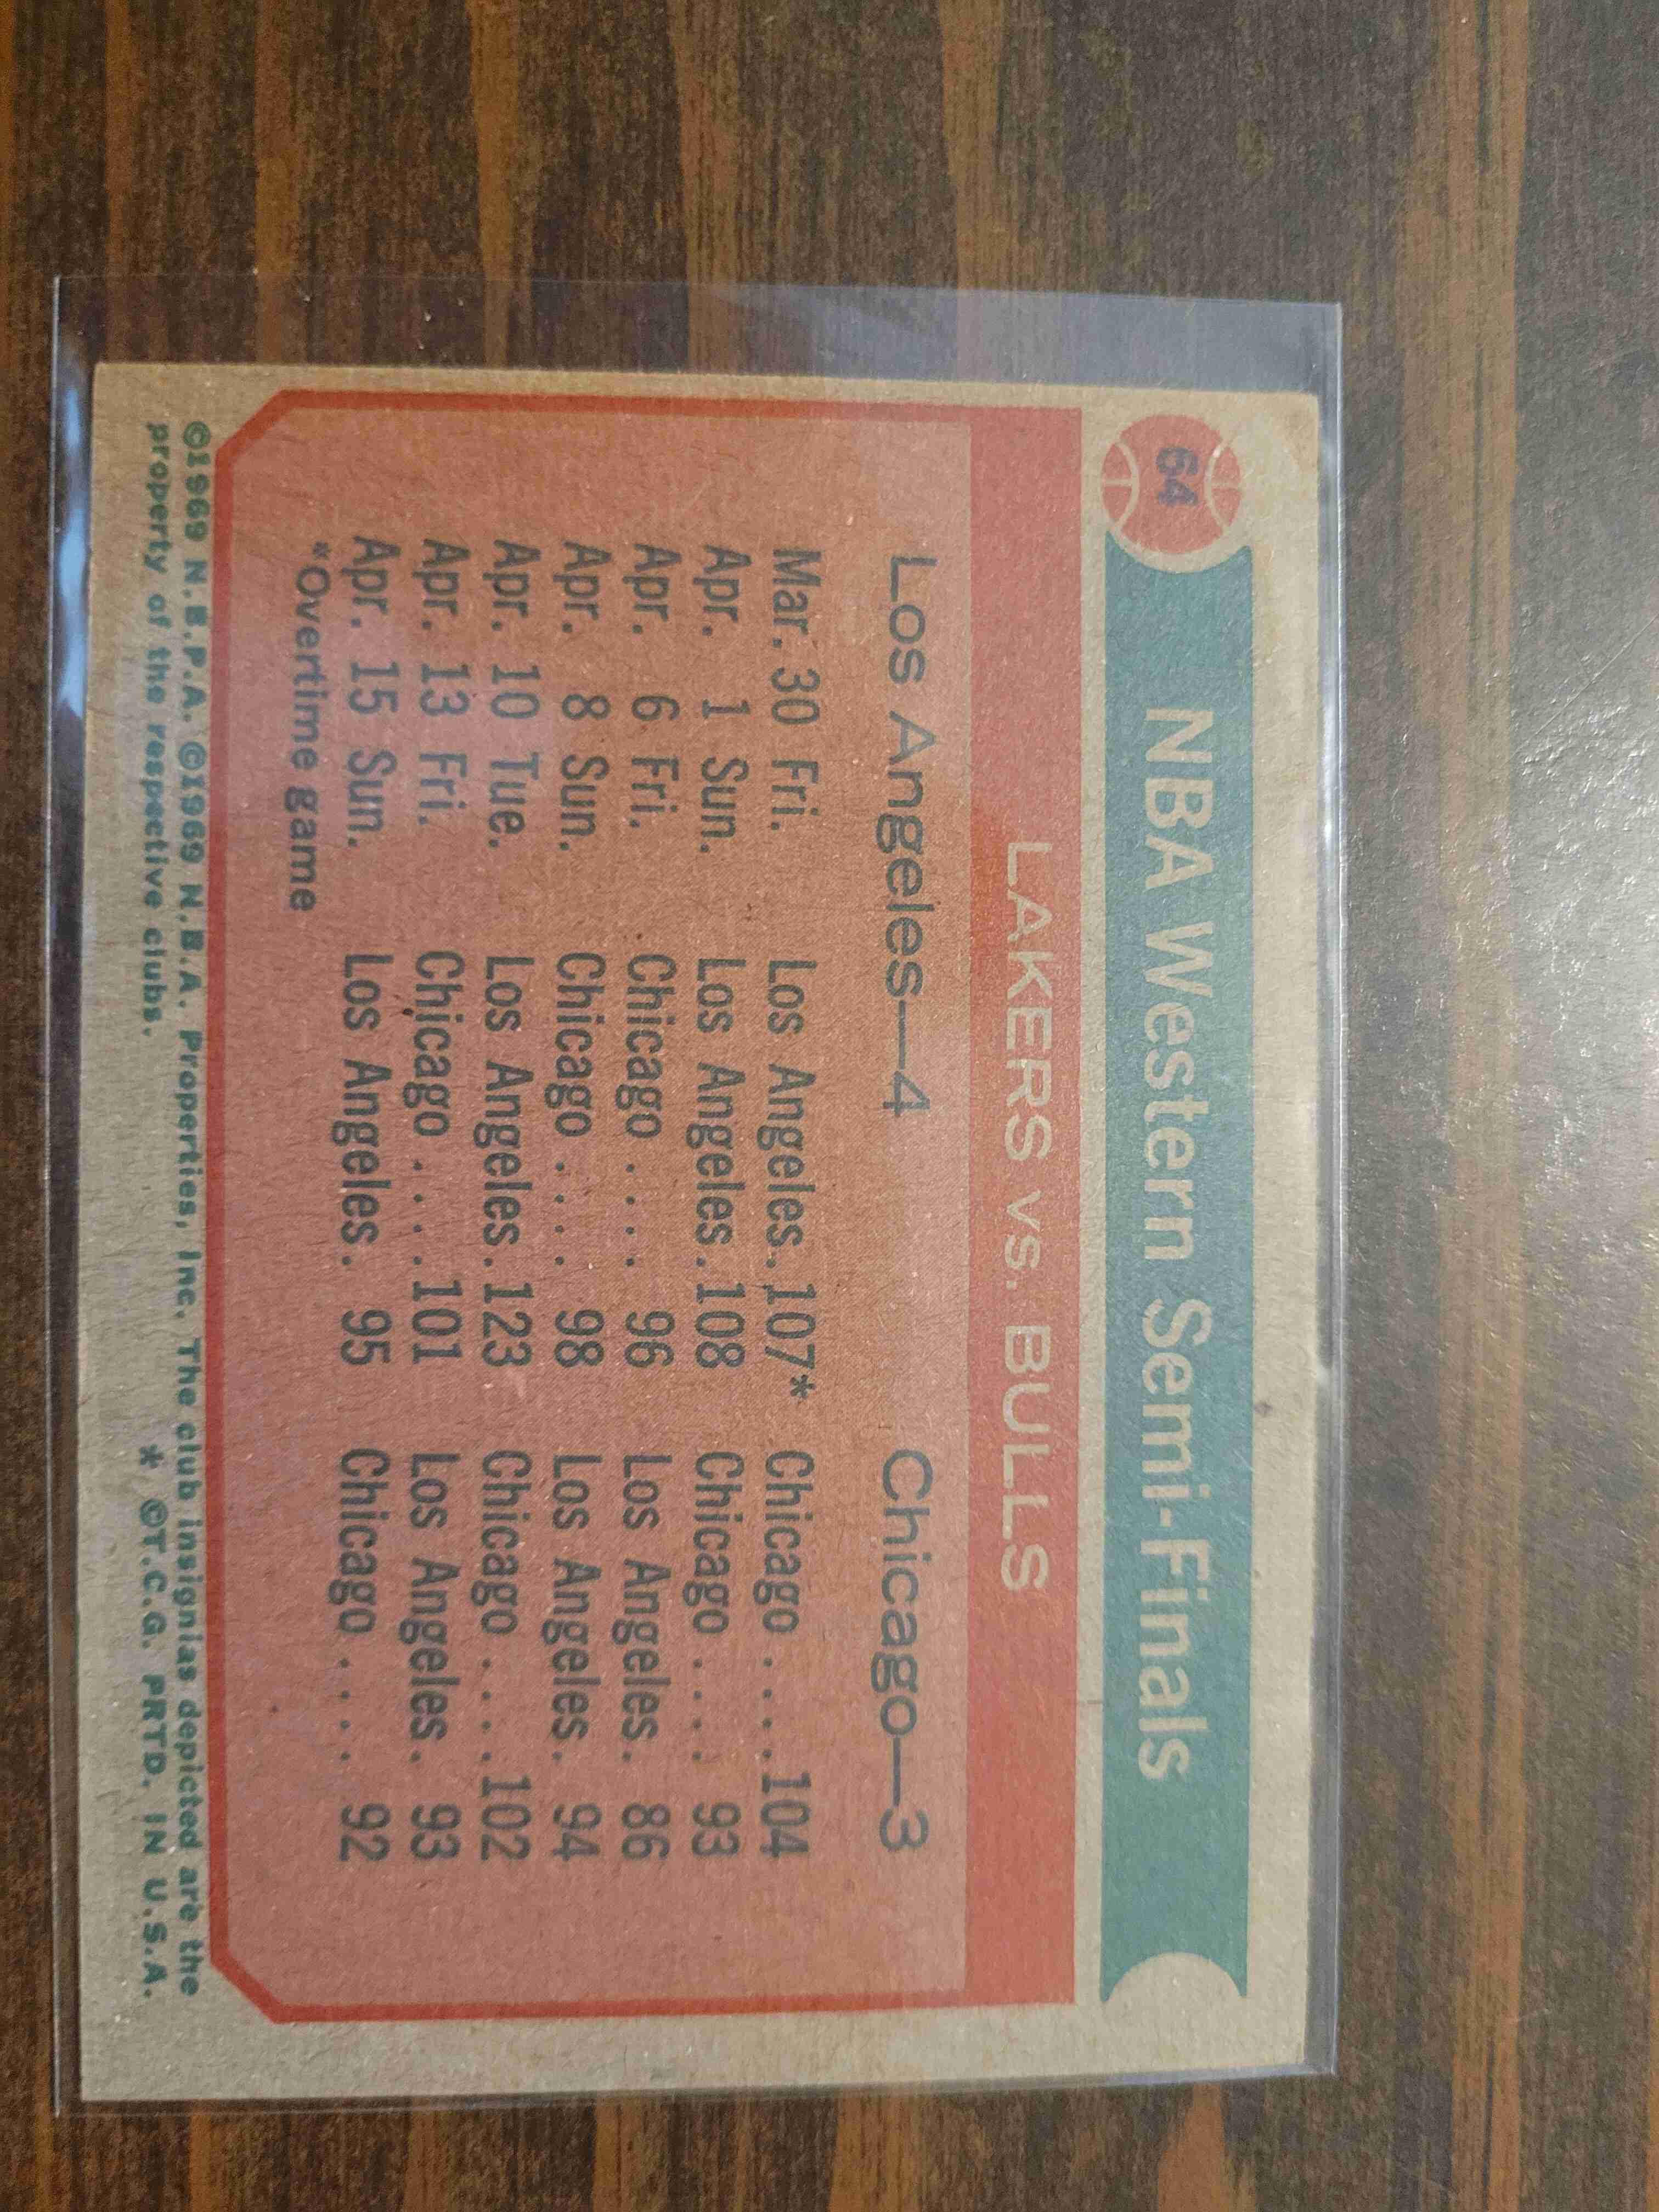 64
NBA Western Semi-Finals
LAKERS vs. BULLS
Los Angeles—4 Chicago—3
Mar. 30 Fri. Los Angeles. 107* Chicago . . . . 104
Apr. 1 Sun. Los Angeles. 108 Chicago . . . . 93
Apr. 6 Fri. Chicago . . . . 96 Los Angeles. 86
Apr. 8 Sun. Chicago . . . . 98 Los Angeles. 94
Apr. 10 Tue. Los Angeles. 123 Chicago . . . . 102
Apr. 13 Fri. Chicago . . . . 101 Los Angeles. 93
Apr. 15 Sun. Los Angeles. 95 Chicago . . . . 92
*Overtime game
©1969 N.B.P.A. ©1969 N.B.A. Properties, Inc. The club insignias depicted are the
property of the respective clubs. * ©T.C.G. PRTD. IN U.S.A.